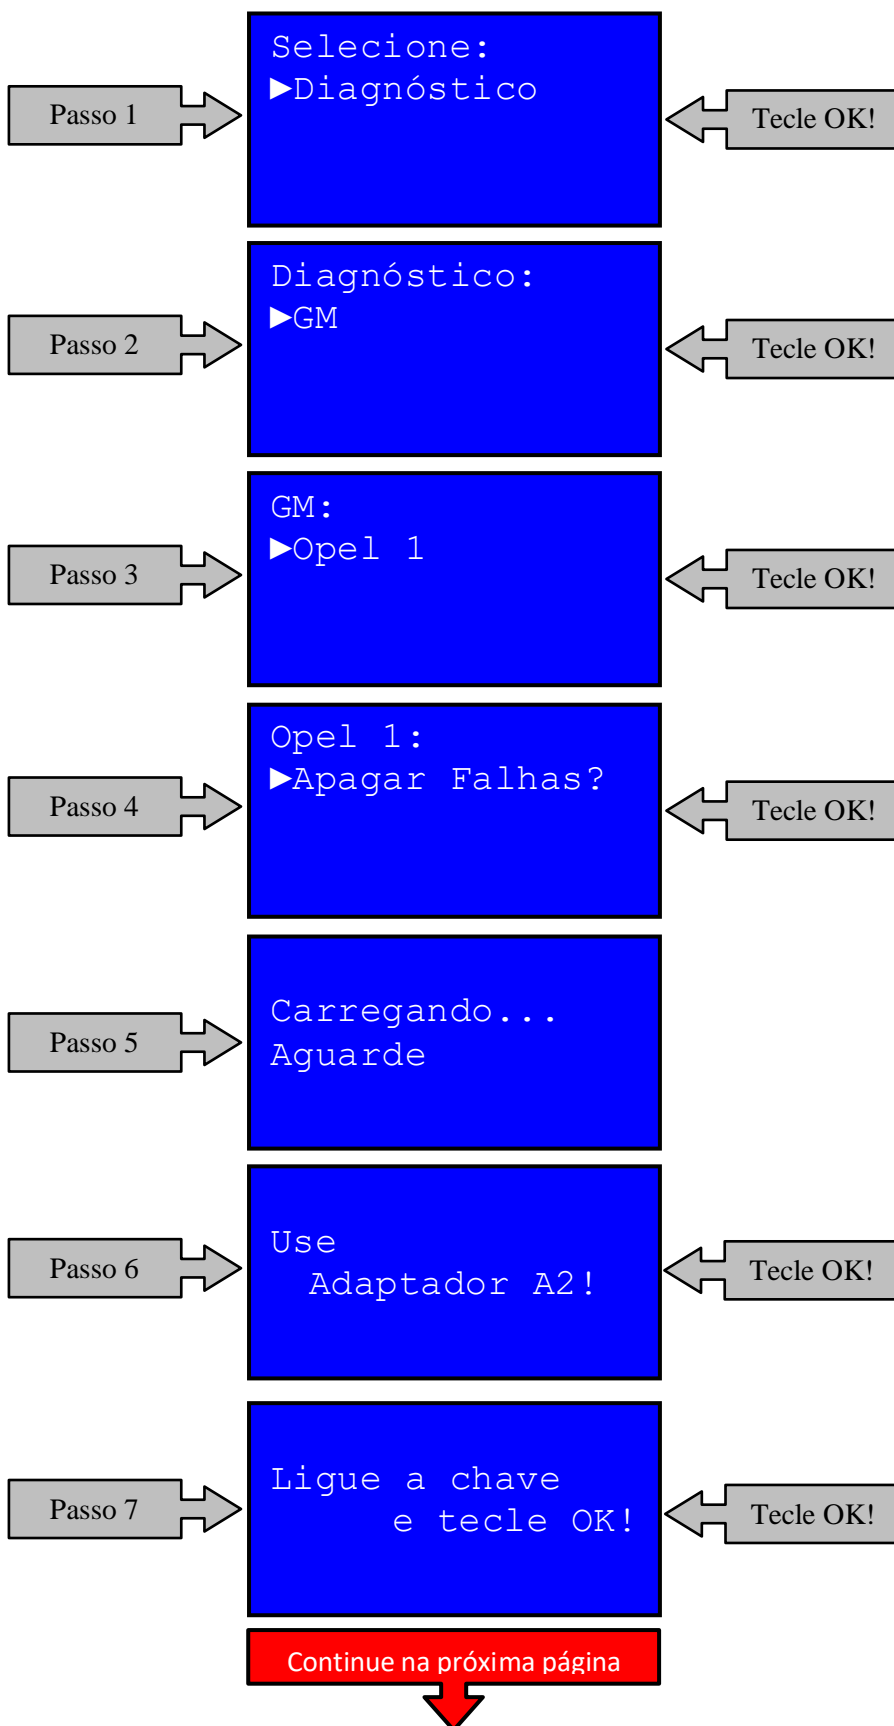 Selecione:
►Diagnóstico
Passo 1
Tecle OK!
Diagnóstico:
►GM
Passo 2
Tecle OK!
GM:
►Opel 1
Passo 3
Tecle OK!
Opel 1:
►Apagar Falhas?
Passo 4
Tecle OK!
Carregando...
Aguarde
Passo 5
Use
Adaptador A2!
Passo 6
Tecle OK!
Ligue a chave
e tecle OK!
Passo 7
Tecle OK!
Continue na próxima página